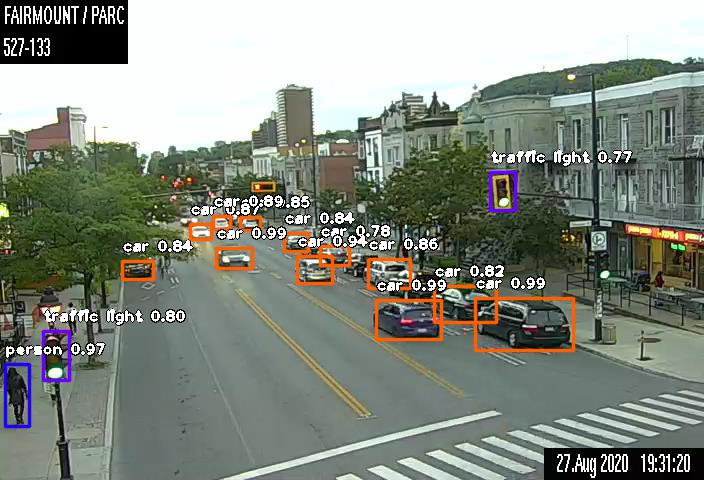 FAIRMOUNT / PARC
527-133
traffic light 0.77
car 0.89
0.85
car 0.87
car 0.84
car 0.99
car 0.78
car 0.94
car 0.84
car 0.86
car 0.82
car 0.99
car 0.99
traffic light 0.80
person 0.97
27.Aug 2020 19:31:20